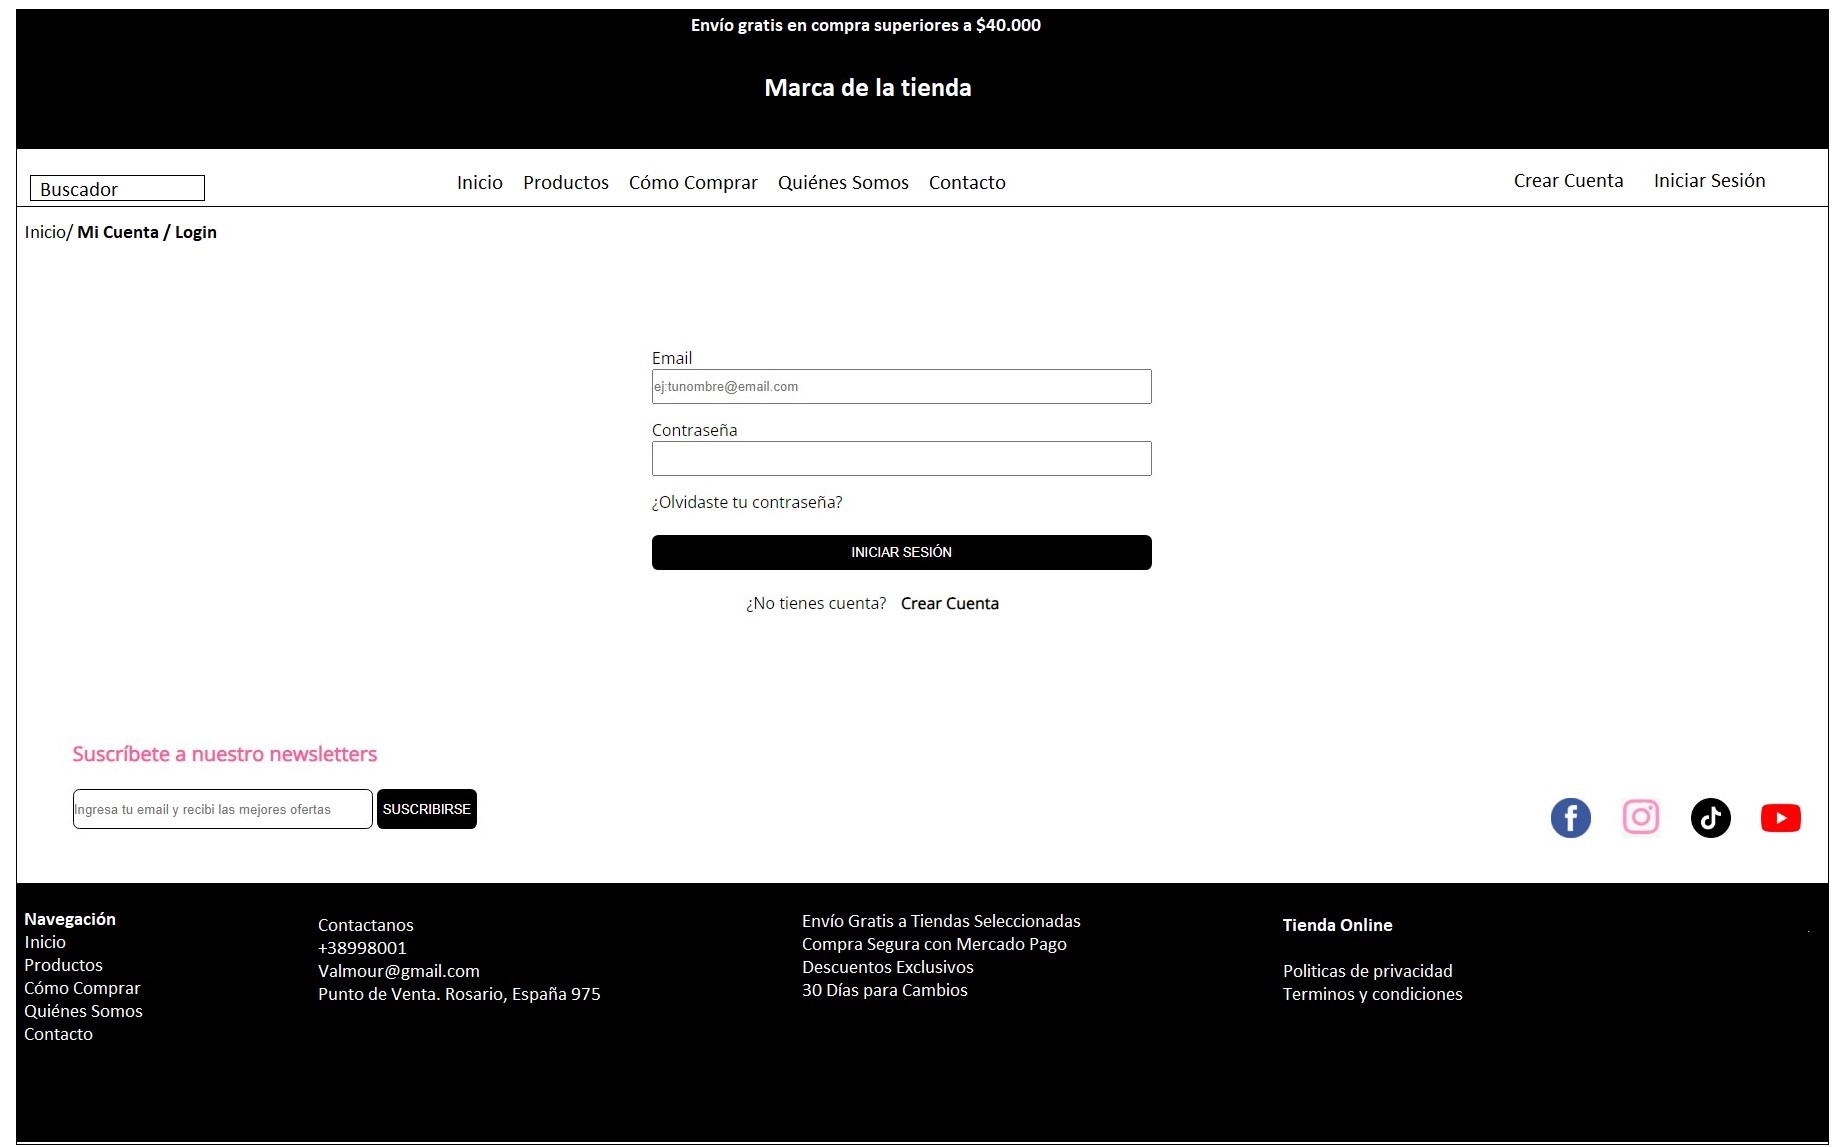 Envío gratis en compra superiores a $40.000
Marca de la tienda
Buscador
Inicio Productos Cómo Comprar Quiénes Somos Contacto
Crear Cuenta Iniciar Sesión
Inicio/ Mi Cuenta / Login
Email
ej:tunombre@email.com
Contraseña
¿Olvidaste tu contraseña?
INICIAR SESIÓN
¿No tienes cuenta? Crear Cuenta
Suscríbete a nuestro newsletters
Ingresa tu email y recibi las mejores ofertas
SUSCRIBIRSE
Navegación
Inicio
Productos
Cómo Comprar
Quiénes Somos
Contacto
Contactanos
+38998001
Valmour@gmail.com
Punto de Venta. Rosario, España 975
Envío Gratis a Tiendas Seleccionadas
Compra Segura con Mercado Pago
Descuentos Exclusivos
30 Días para Cambios
Tienda Online
Politicas de privacidad
Terminos y condiciones